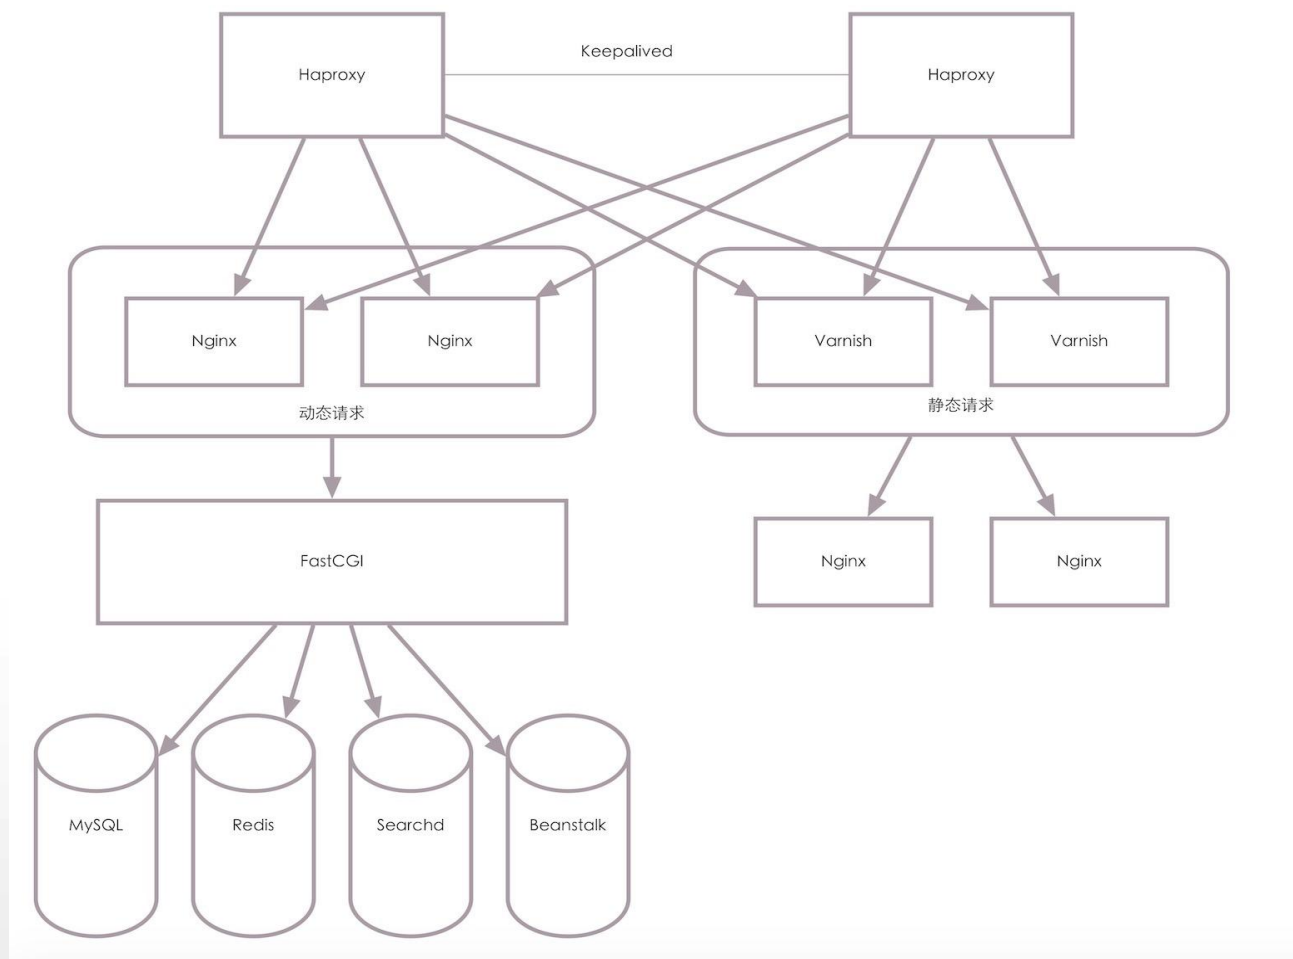 Keepalived
Haproxy
Haproxy
Nginx
Nginx
Varnish
Varnish
动态请求
静态请求
FastCGI
Nginx
Nginx
MySQL
Redis
Searchd
Beanstalk